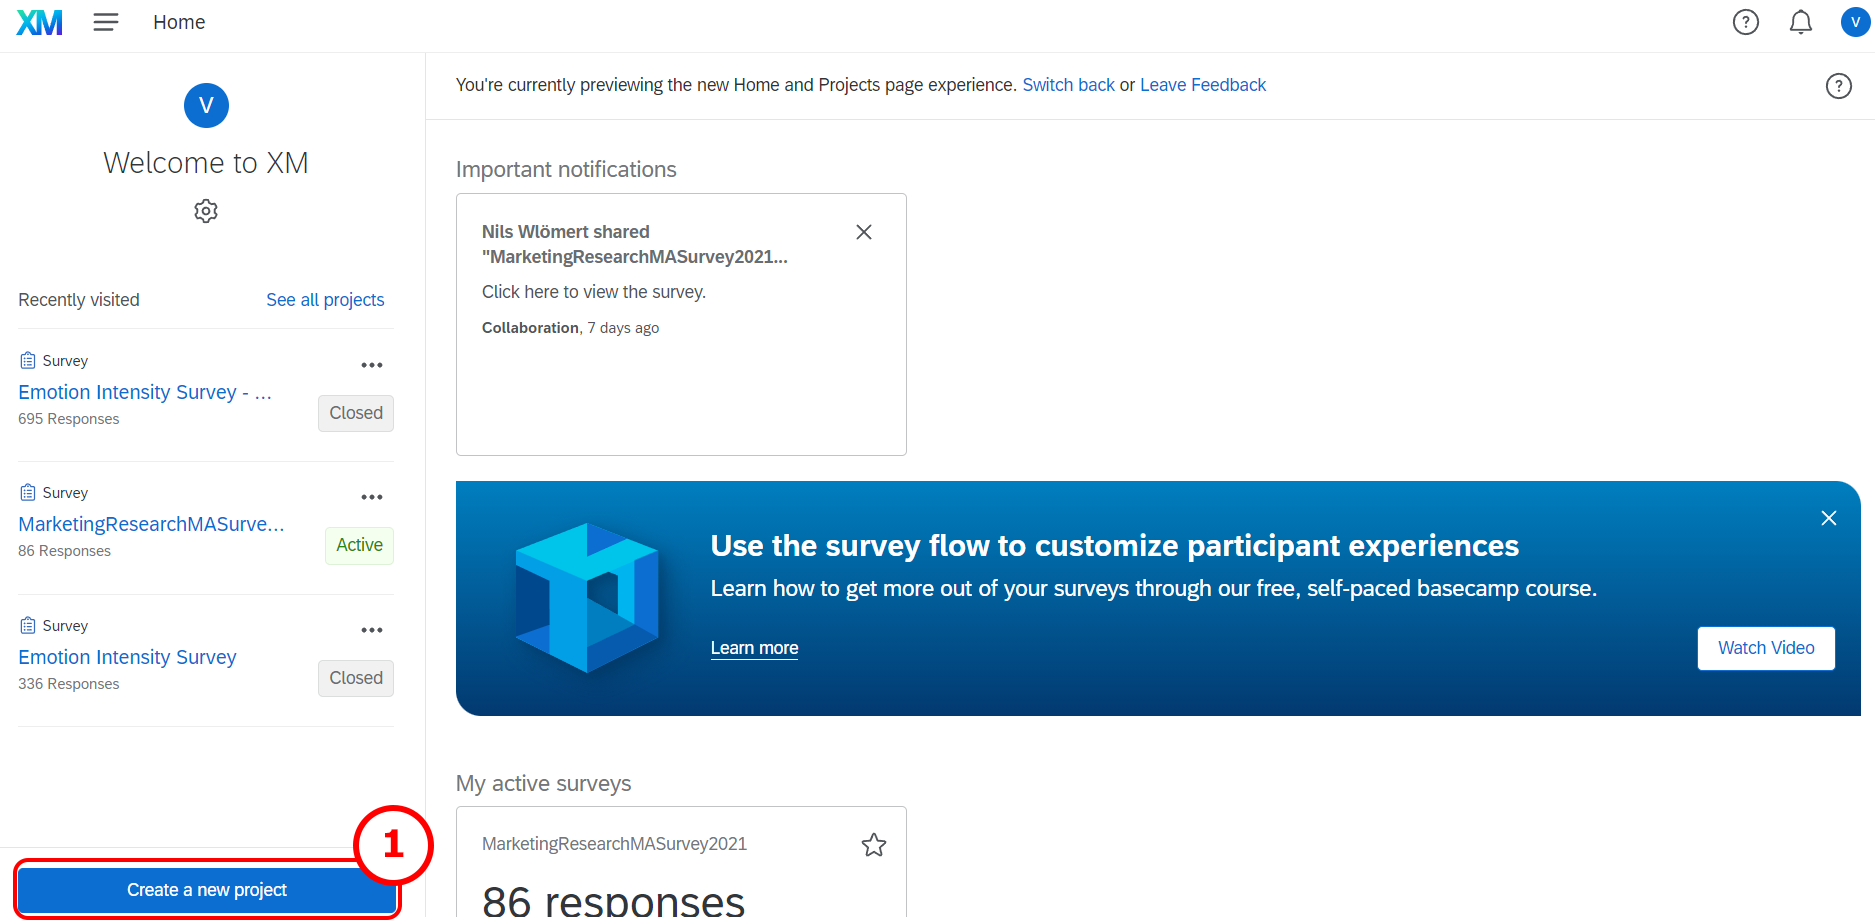 XM
Home
?
V
V
Welcome to XM
Recently visited
See all projects
Survey
Emotion Intensity Survey - ...
695 Responses
Closed
Survey
MarketingResearchMASurve...
86 Responses
Active
Survey
Emotion Intensity Survey
336 Responses
Closed
1
Create a new project
You're currently previewing the new Home and Projects page experience. Switch back or Leave Feedback
?
Important notifications
Nils Wlömert shared
"MarketingResearchMASurvey2021...
Click here to view the survey.
Collaboration, 7 days ago
Use the survey flow to customize participant experiences
Learn how to get more out of your surveys through our free, self-paced basecamp course.
Learn more
Watch Video
My active surveys
MarketingResearchMASurvey2021
86 responses